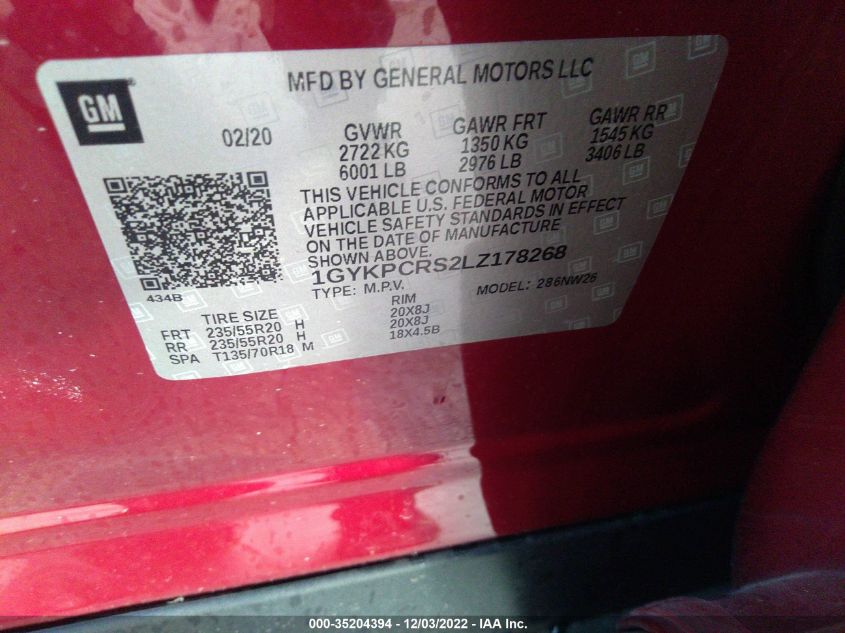 MFD BY GENERAL MOTORS LLC
GM
02/20 GVWR GAWR FRT GAWR RR
2722 KG 1350 KG 1545 KG
6001 LB 2976 LB 3406 LB
THIS VEHICLE CONFORMS TO ALL
APPLICABLE U.S. FEDERAL MOTOR
VEHICLE SAFETY STANDARDS IN EFFECT
ON THE DATE OF MANUFACTURE
SHOWN ABOVE.
1GYKPCRS2LZ178268
434B TYPE: M.P.V. MODEL: 286NW26
TIRE SIZE RIM
FRT 235/55R20 H 20X8J
RR 235/55R20 H 20X8J
SPA T135/70R18 M 18X4.5B
000-35204394 - 12/03/2022 - IAA Inc.